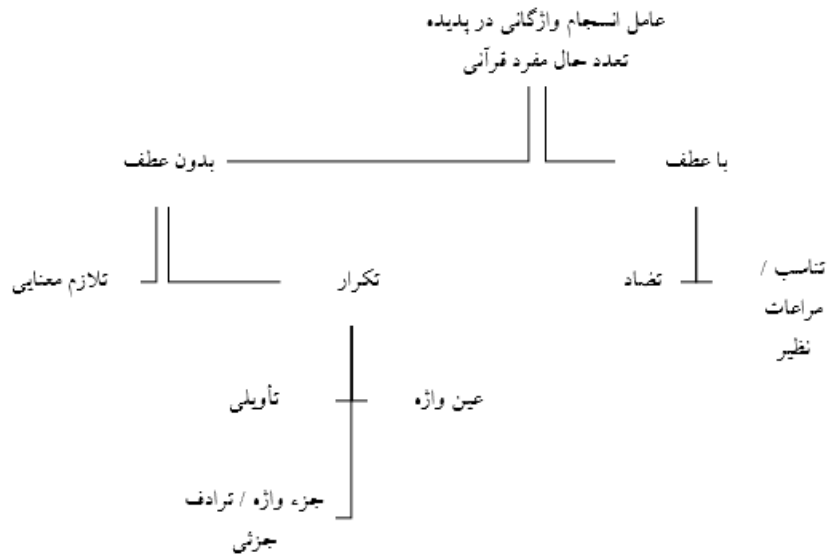 عامل انسجام واژگانی در پدیده
تعدد حال مفرد قرآنی
با عطف
بدون عطف
تناسب /
مراعات
نظیر
تضاد
تکرار
تلازم معنایی
عین واژه
تأویلی
جزء واژه / ترادف
جزئی